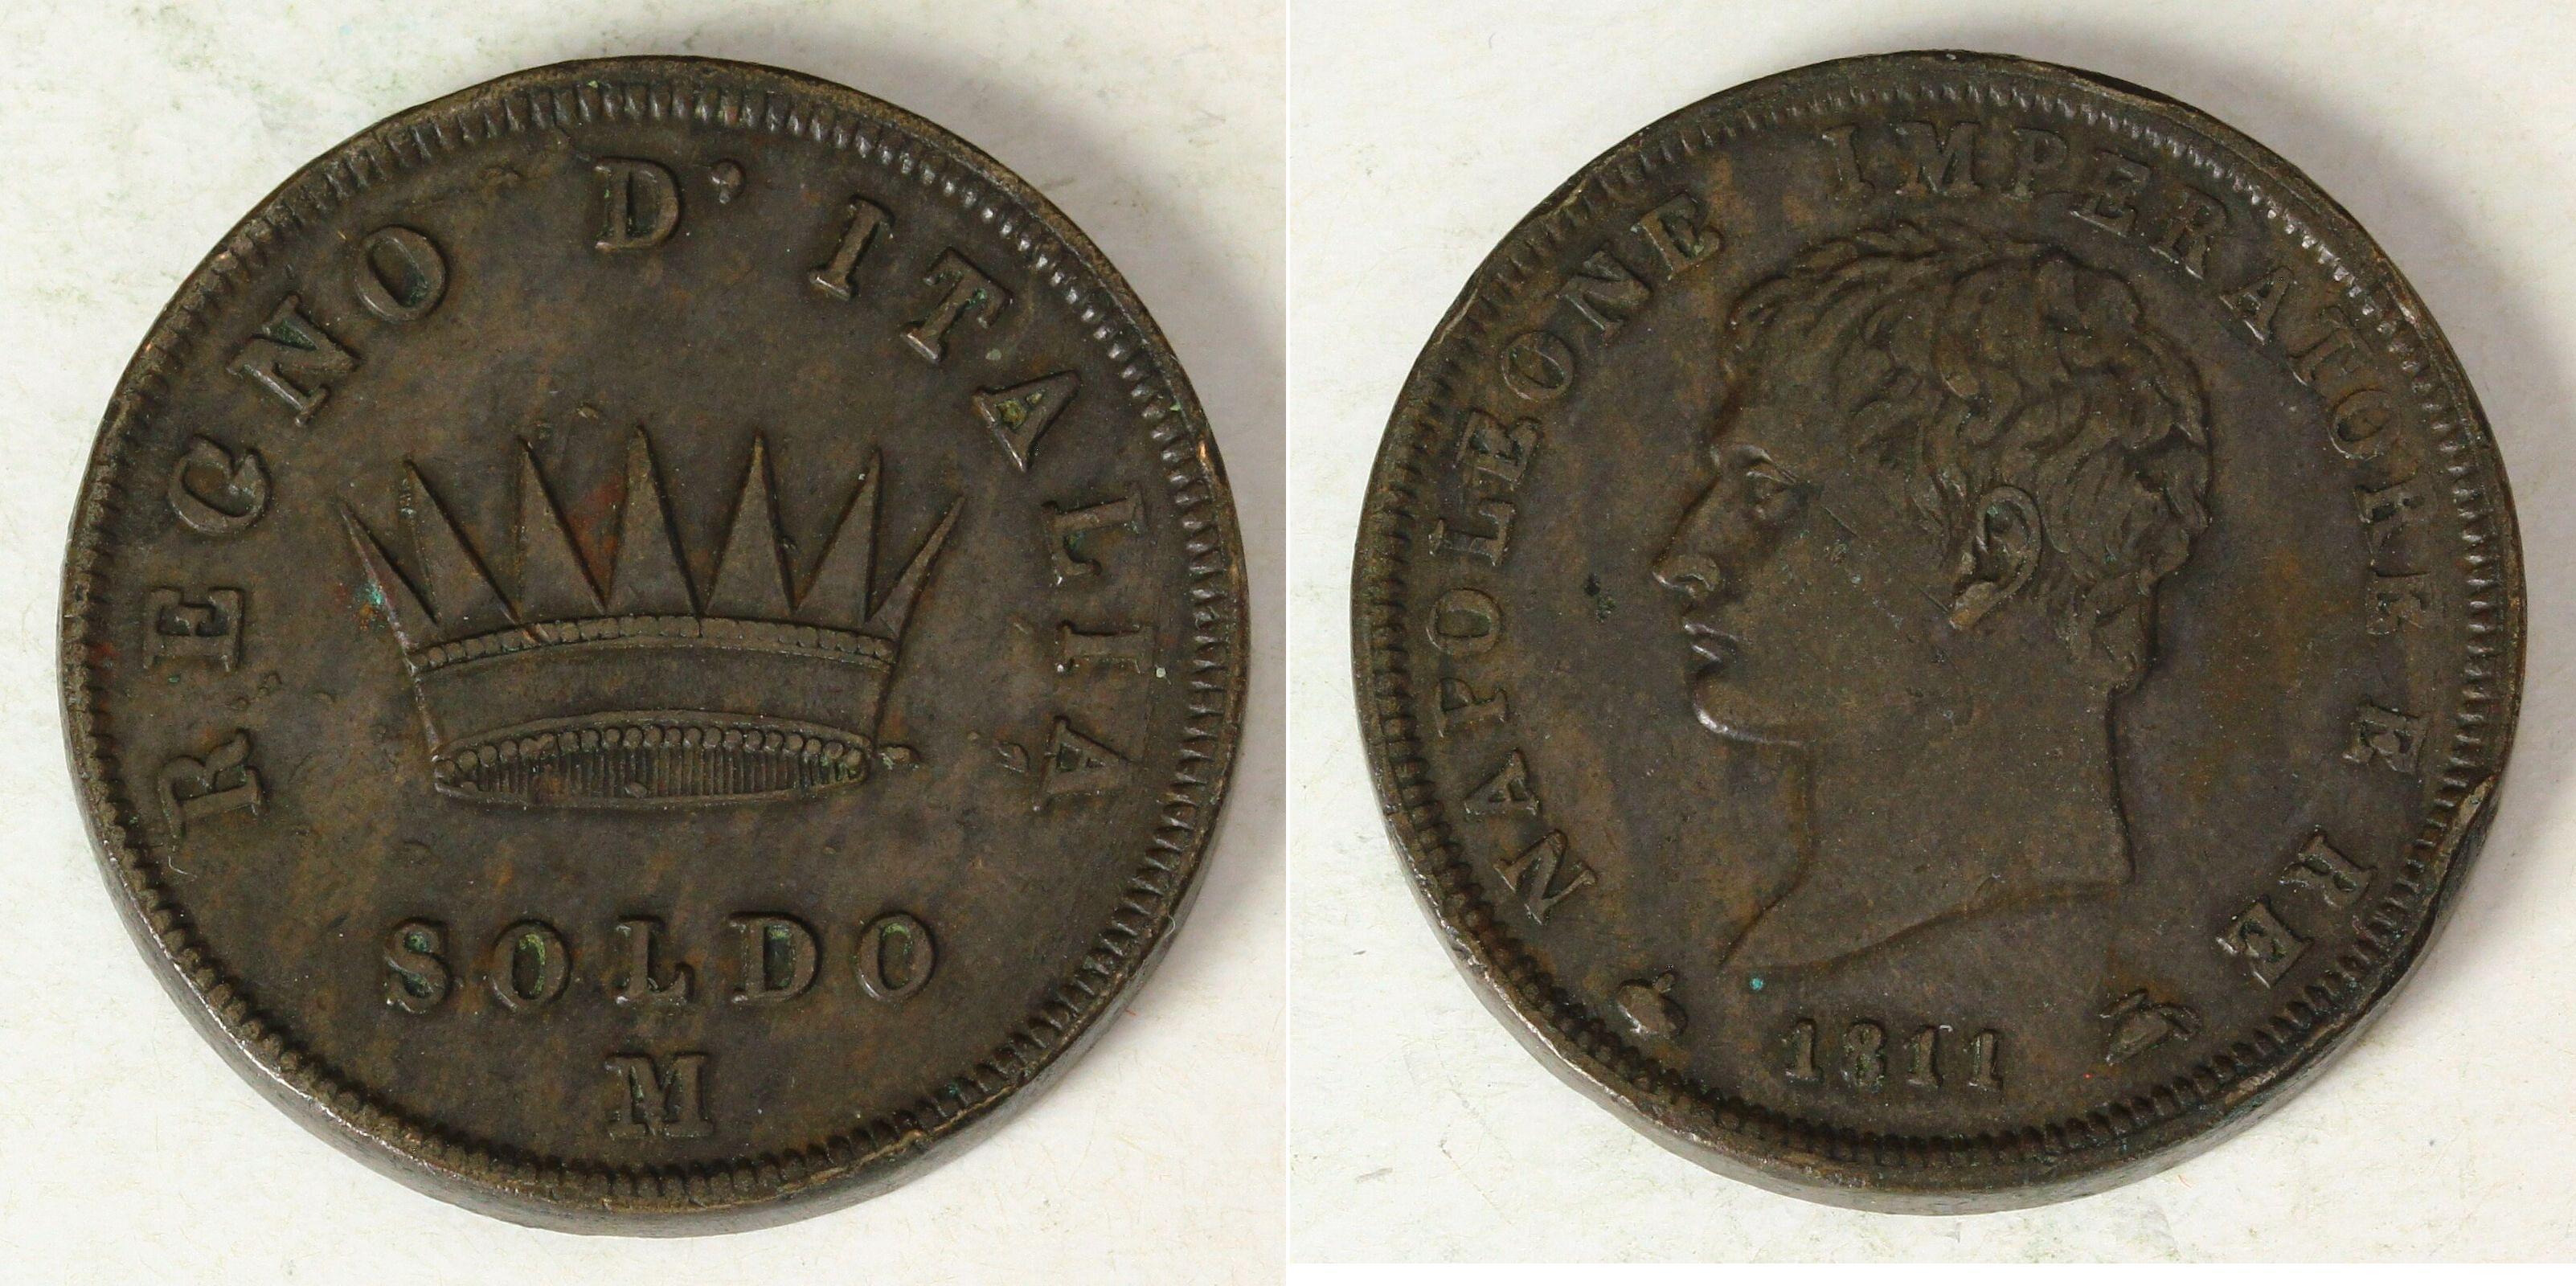 REGNO D' ITALIA
SOLDO
M
NAPOLEONE IMPERATORE E RE
1811